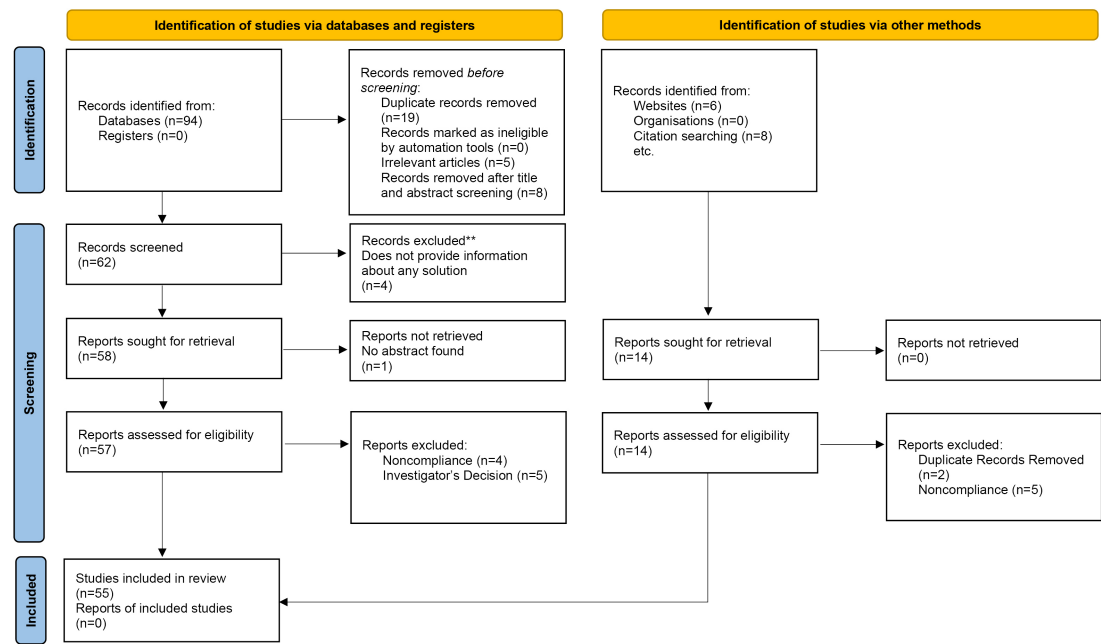 Identification of studies via databases and registers
Identification of studies via other methods
Identification
Records identified from:
Databases (n=94)
Registers (n=0)
Records removed before
screening:
Duplicate records removed
(n=19)
Records marked as ineligible
by automation tools (n=0)
Irrelevant articles (n=5)
Records removed after title
and abstract screening (n=8)
Records identified from:
Websites (n=6)
Organisations (n=0)
Citation searching (n=8)
etc.
Screening
Records screened
(n=62)
Records excluded**
Does not provide information
about any solution
(n=4)
Reports sought for retrieval
(n=58)
Reports not retrieved
No abstract found
(n=1)
Reports sought for retrieval
(n=14)
Reports not retrieved
(n=0)
Reports assessed for eligibility
(n=57)
Reports excluded:
Noncompliance (n=4)
Investigator's Decision (n=5)
Reports assessed for eligibility
(n=14)
Reports excluded:
Duplicate Records Removed
(n=2)
Noncompliance (n=5)
Included
Studies included in review
(n=55)
Reports of included studies
(n=0)